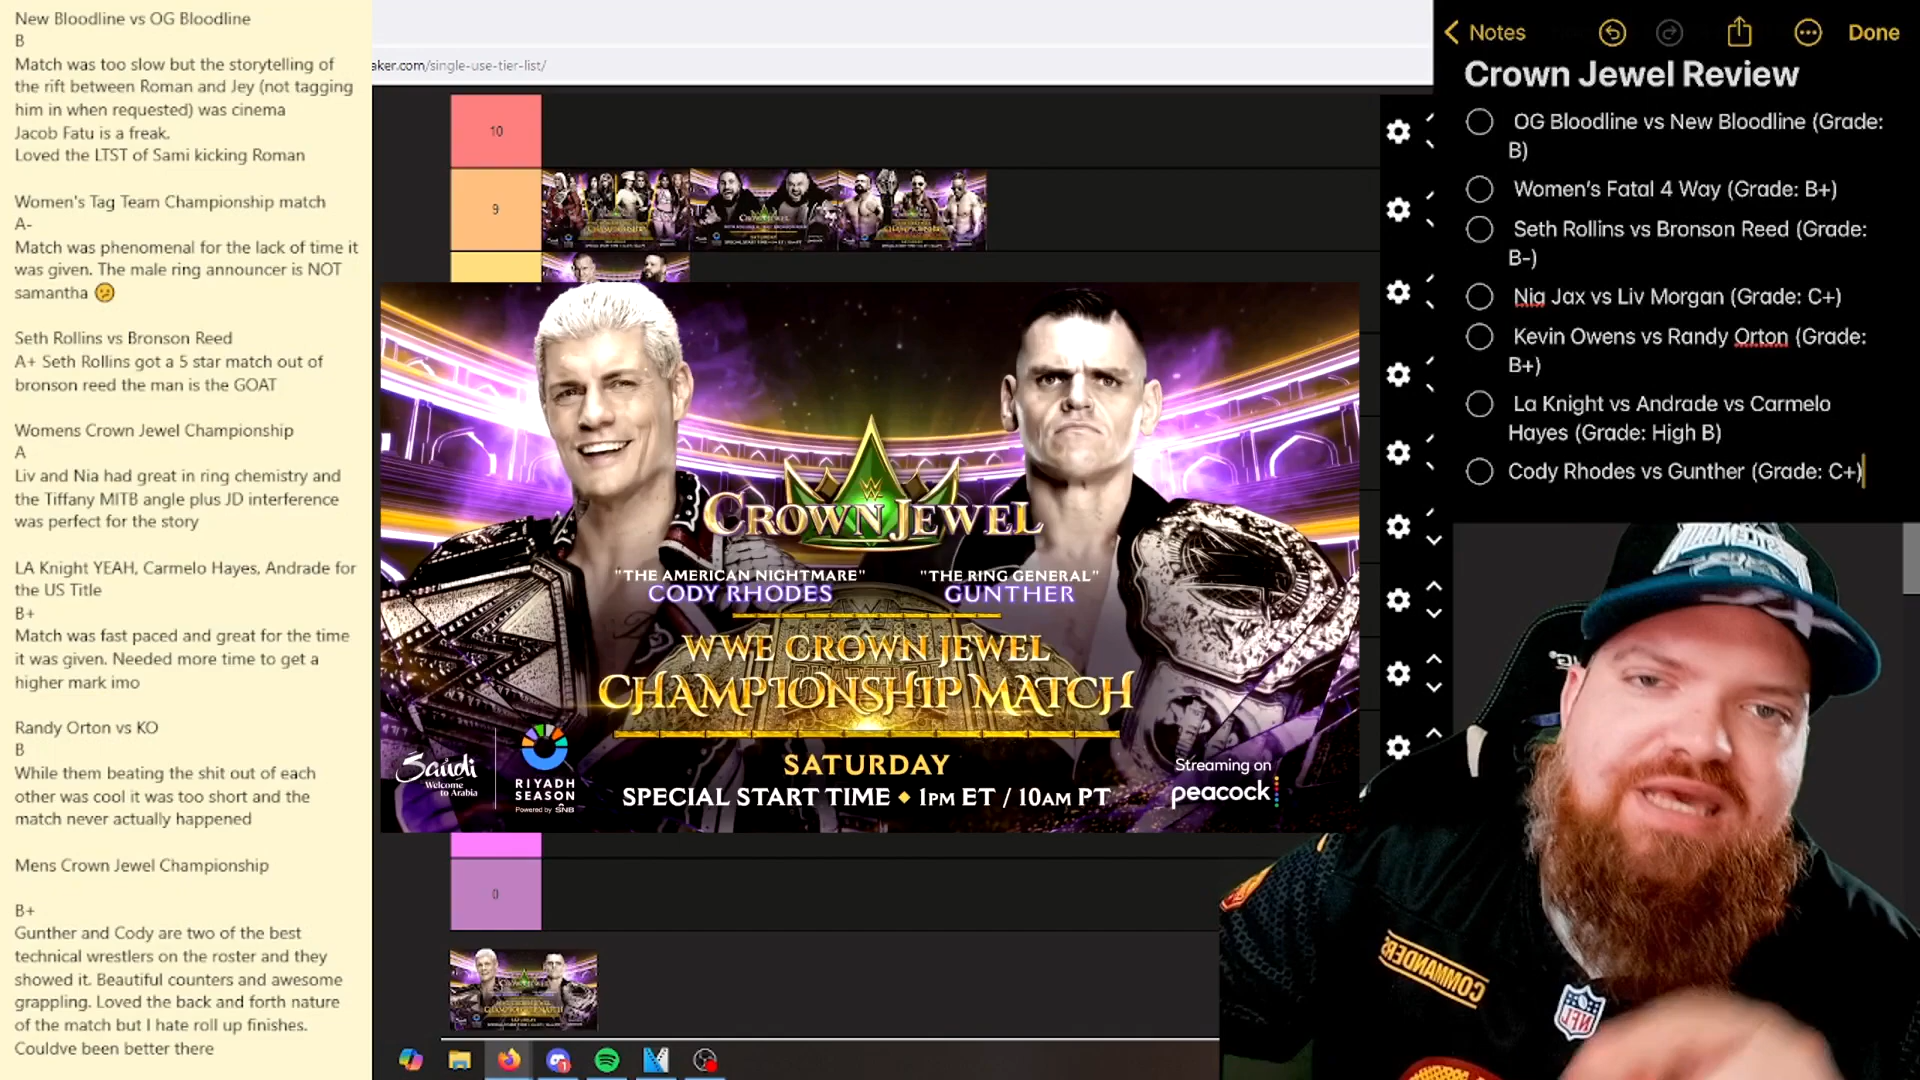 New Bloodline vs OG Bloodline
B
Match was too slow but the storytelling of
the rift between Roman and Jey (not tagging
him in when requested) was cinema
Jacob Fatu is a freak.
Loved the LTST of Sami kicking Roman
Women's Tag Team Championship match
A-
Match was phenomenal for the lack of time it
was given. The male ring announcer is NOT
samantha 😕
Seth Rollins vs Bronson Reed
A+ Seth Rollins got a 5 star match out of
bronson reed the man is the GOAT
Womens Crown Jewel Championship
A
Liv and Nia had great in ring chemistry and
the Tiffany MITB angle plus JD interference
was perfect for the story
LA Knight YEAH, Carmelo Hayes, Andrade for
the US Title
B+
Match was fast paced and great for the time
it was given. Needed more time to get a
higher mark imo
Randy Orton vs KO
B
While them beating the shit out of each
other was cool it was too short and the
match never actually happened
Mens Crown Jewel Championship
B+
Gunther and Cody are two of the best
technical wrestlers on the roster and they
showed it. Beautiful counters and awesome
grappling. Loved the back and forth nature
of the match but I hate roll up finishes.
Couldve been better there
aker.com/single-use-tier-list/
10
9
CROWN JEWEL
"THE AMERICAN NIGHTMARE"
CODY RHODES
"THE RING GENERAL"
GUNTHER
WWE CROWN JEWEL
CHAMPIONSHIP MATCH
SATURDAY
SPECIAL START TIME ◆ 1PM ET / 10AM PT
Saudi
Welcome
to Arabia
RIYADH
SEASON
Powered by SNB
Streaming on
peacock
0
Notes
Done
Crown Jewel Review
OG Bloodline vs New Bloodline (Grade:
B)
Women's Fatal 4 Way (Grade: B+)
Seth Rollins vs Bronson Reed (Grade:
B-)
Nia Jax vs Liv Morgan (Grade: C+)
Kevin Owens vs Randy Orton (Grade:
B+)
La Knight vs Andrade vs Carmelo
Hayes (Grade: High B)
Cody Rhodes vs Gunther (Grade: C+)
COMMANDERS
NFL